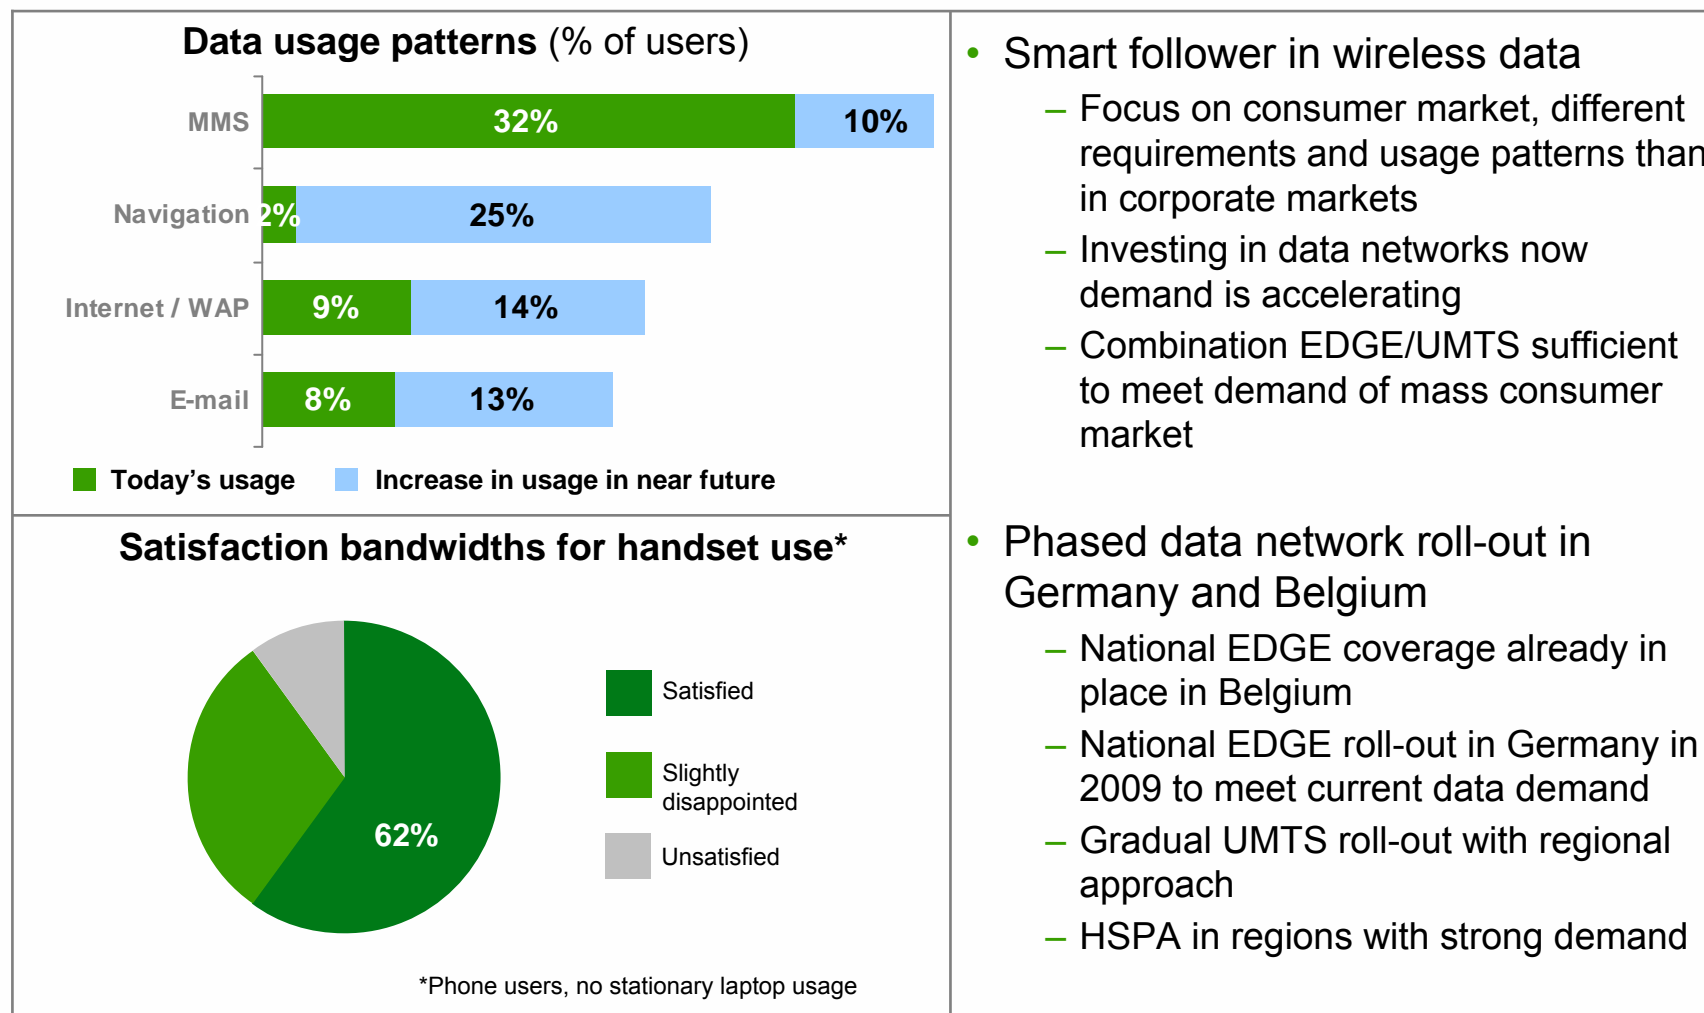 Data usage patterns (% of users)
MMS
32%
10%
Navigation
2%
25%
Internet / WAP
9%
14%
E-mail
8%
13%
Today's usage
Increase in usage in near future
Satisfaction bandwidths for handset use*
62%
Satisfied
Slightly
disappointed
Unsatisfied
*Phone users, no stationary laptop usage
• Smart follower in wireless data
– Focus on consumer market, different
requirements and usage patterns than
in corporate markets
– Investing in data networks now
demand is accelerating
– Combination EDGE/UMTS sufficient
to meet demand of mass consumer
market
• Phased data network roll-out in
Germany and Belgium
– National EDGE coverage already in
place in Belgium
– National EDGE roll-out in Germany in
2009 to meet current data demand
– Gradual UMTS roll-out with regional
approach
– HSPA in regions with strong demand